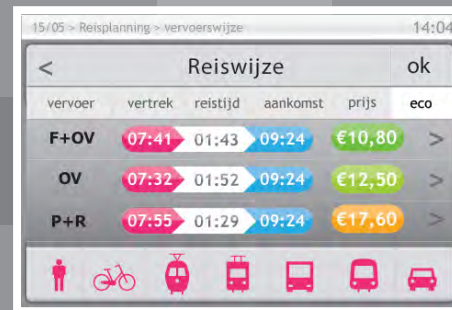 15/05 > Reisplanning > vervoerswijze 14:04
< Reiswijze ok
vervoer vertrek reistijd aankomst prijs eco
F+OV 07:41 01:43 09:24 €10,80 >
OV 07:32 01:52 09:24 €12,50 >
P+R 07:55 01:29 09:24 €17,60 >